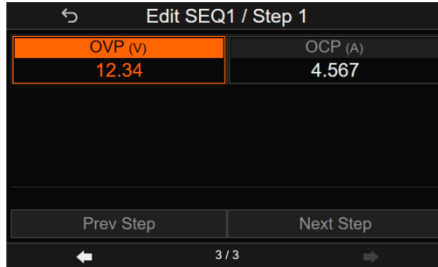 Edit SEQ1 / Step 1
OVP (V) OCP (A)
12.34 4.567
Prev Step Next Step
3 / 3